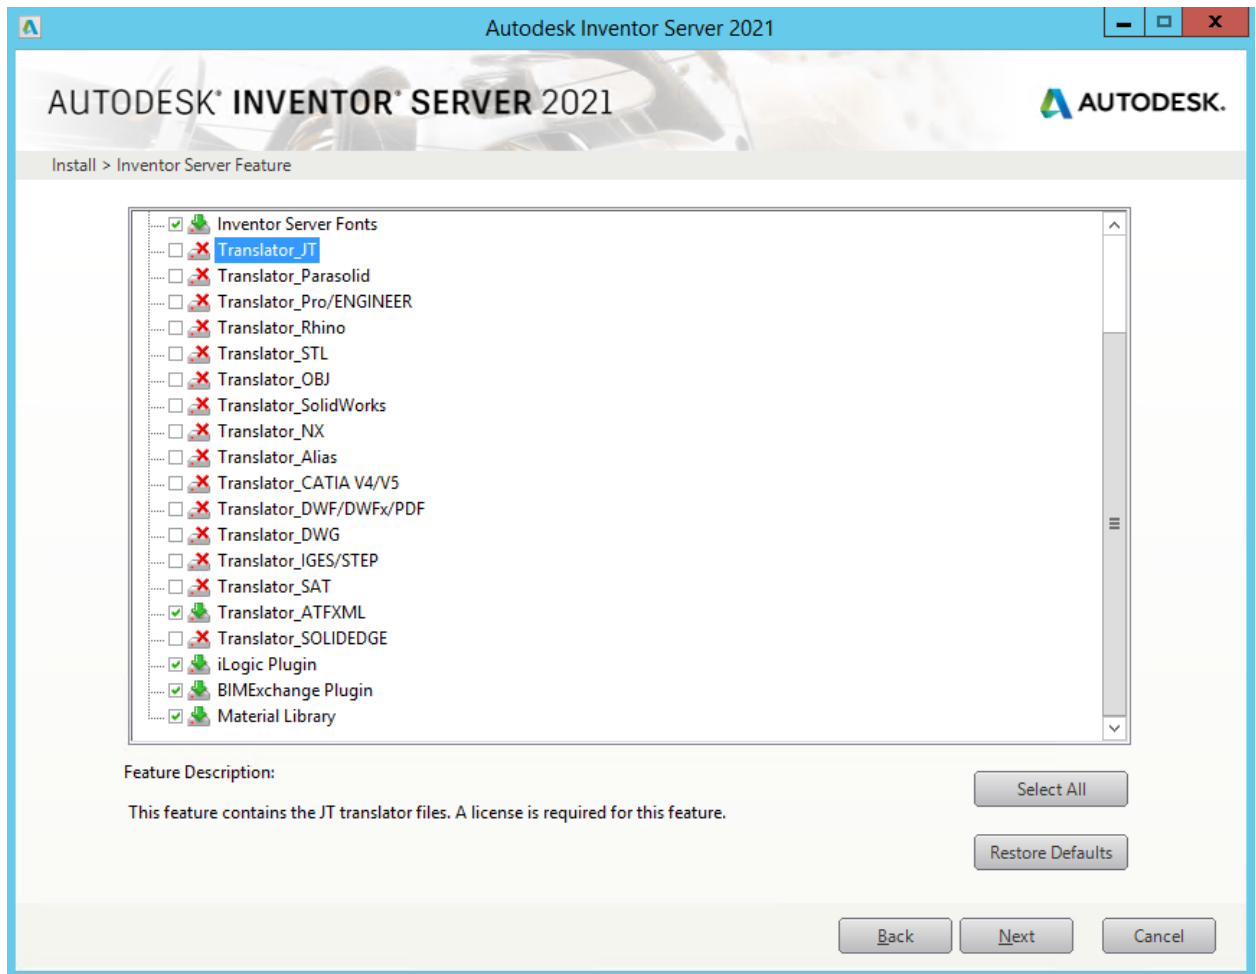 Autodesk Inventor Server 2021
AUTODESK® INVENTOR® SERVER 2021
AUTODESK.
Install > Inventor Server Feature
Inventor Server Fonts
Translator_JT
Translator_Parasolid
Translator_Pro/ENGINEER
Translator_Rhino
Translator_STL
Translator_OBJ
Translator_SolidWorks
Translator_NX
Translator_Alias
Translator_CATIA V4/V5
Translator_DWF/DWFx/PDF
Translator_DWG
Translator_IGES/STEP
Translator_SAT
Translator_ATFXML
Translator_SOLIDEDGE
iLogic Plugin
BIMExchange Plugin
Material Library
Feature Description:
This feature contains the JT translator files. A license is required for this feature.
Select All
Restore Defaults
Back
Next
Cancel